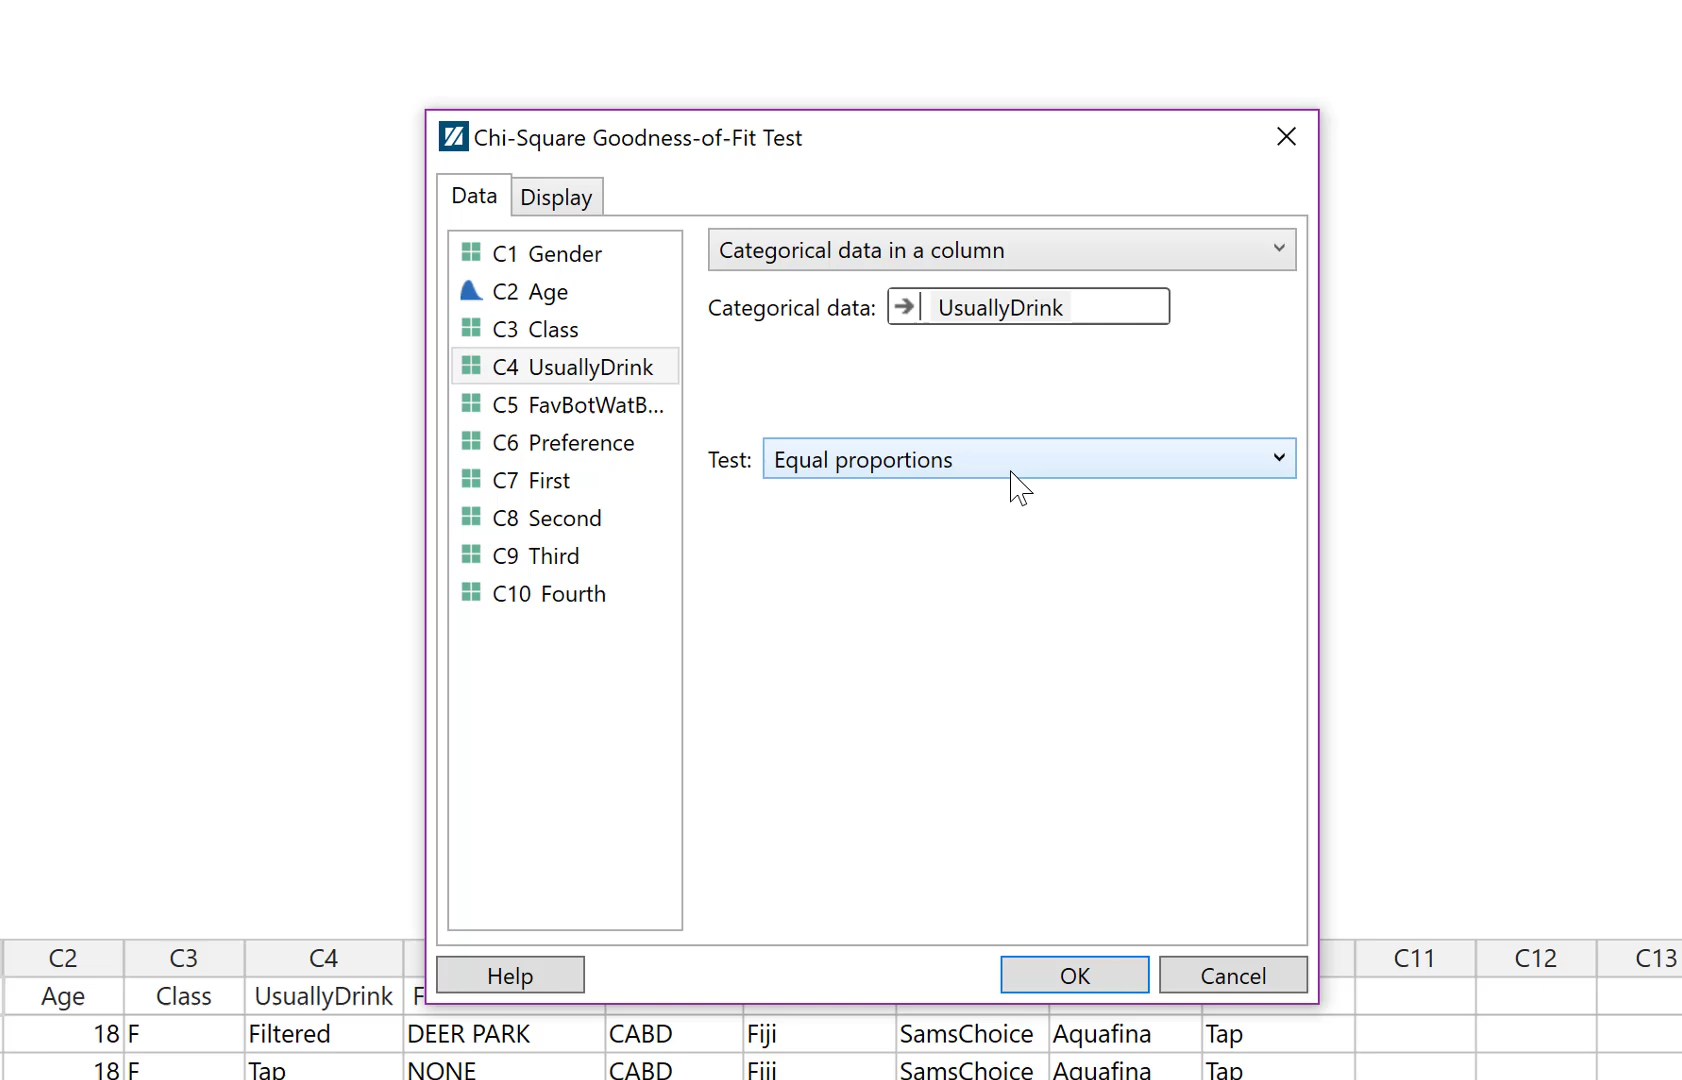 Chi-Square Goodness-of-Fit Test
Data
Display
C1 Gender
C2 Age
C3 Class
C4 UsuallyDrink
C5 FavBotWatB...
C6 Preference
C7 First
C8 Second
C9 Third
C10 Fourth
Categorical data in a column
Categorical data: UsuallyDrink
Test: Equal proportions
Help
OK
Cancel
C2 C3 C4 C11 C12 C13
Age Class UsuallyDrink F
18 F Filtered DEER PARK CABD Fiji SamsChoice Aquafina Tap
18 F Tap NONE CABD Fiji SamsChoice Aquafina Tap